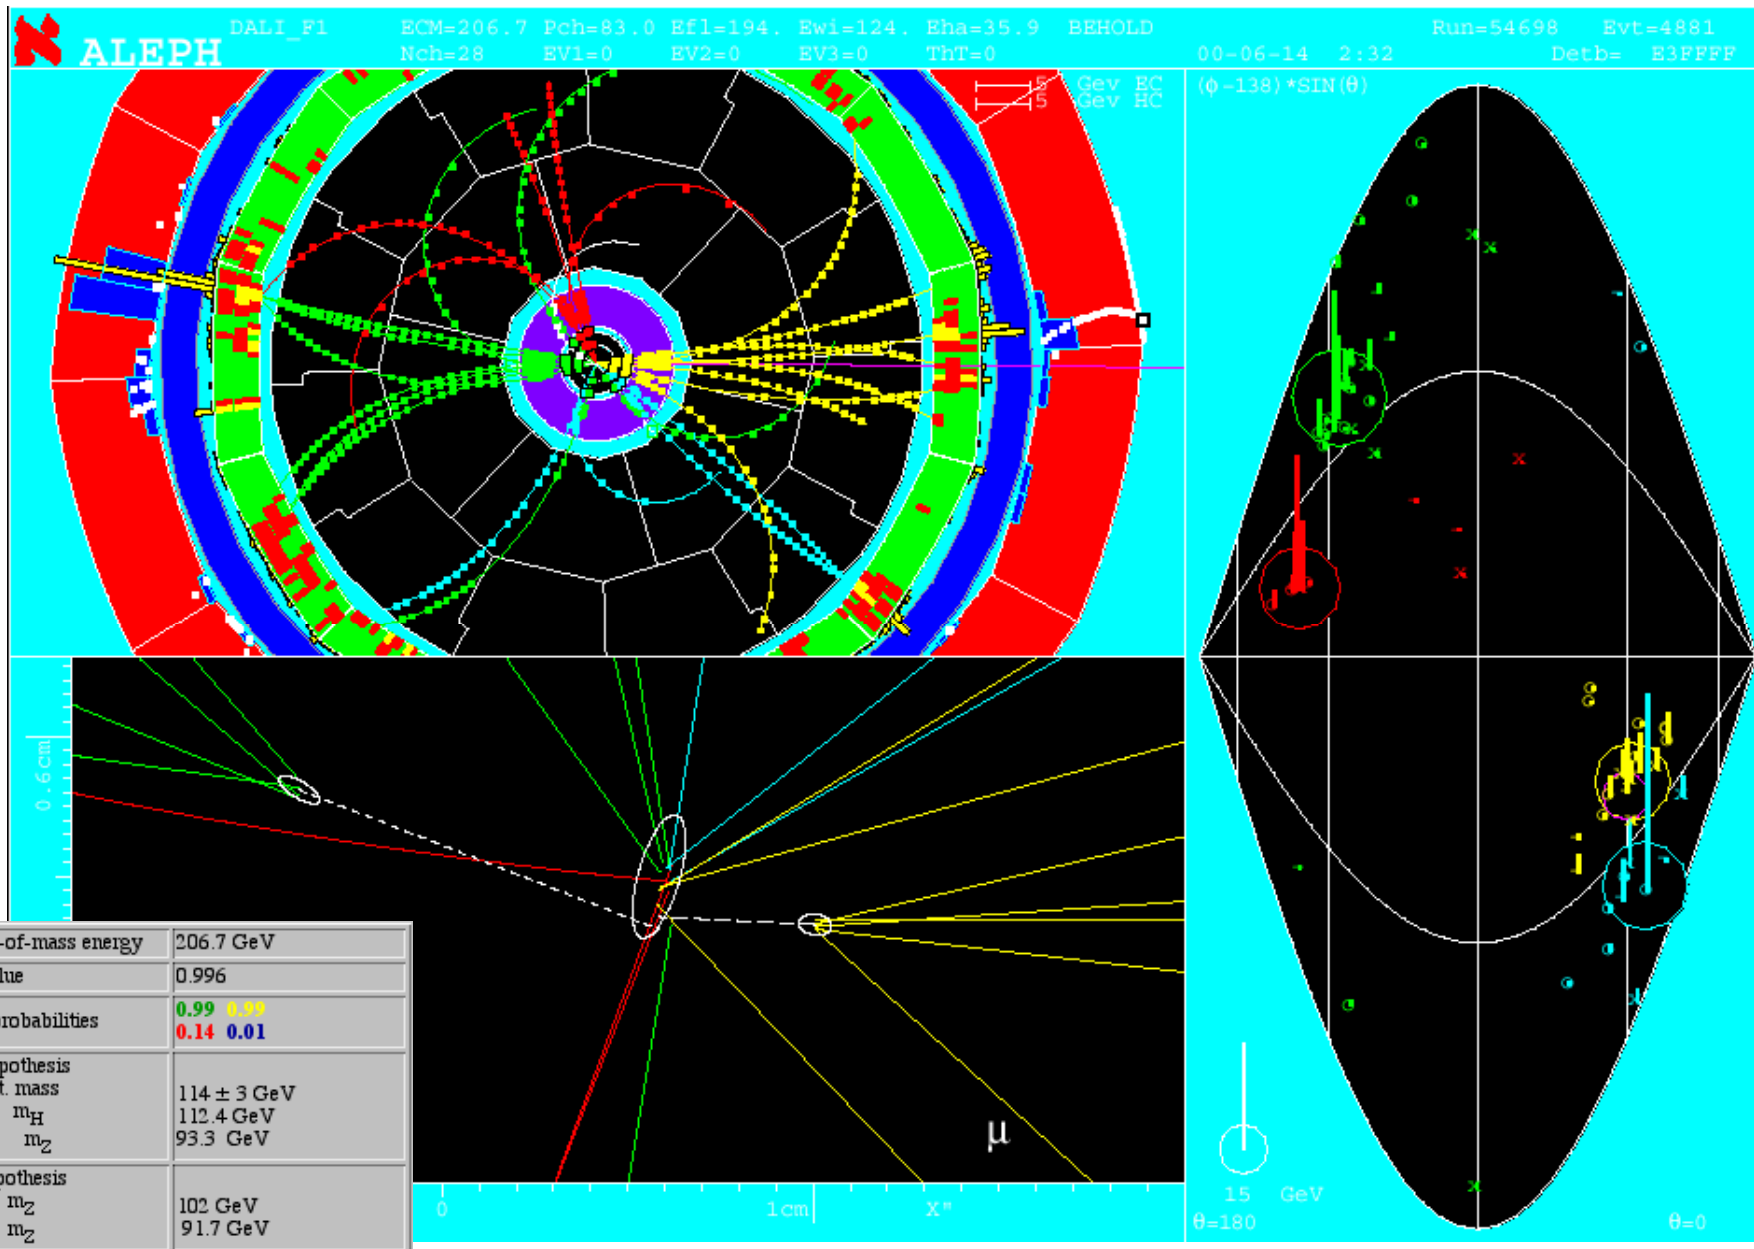 DALI_F1 ECM=206.7 Pch=83.0 Efl=194. Ewi=124. Eha=35.9 BEHOLD Run=54698 Evt=4881
ALEPH Nch=28 EV1=0 EV2=0 EV3=0 ThT=0 00-06-14 2:32 Detb= E3FFFF
5 Gev EC
5 Gev HC
(ϕ-138)*SIN(θ)
0.6cm
μ
0 1cm X"
15 GeV
θ=180 θ=0
-of-mass energy 206.7 GeV
lue 0.996
probabilities 0.99 0.99
0.14 0.01
pothesis
t. mass 114 ± 3 GeV
mH 112.4 GeV
mZ 93.3 GeV
pothesis
mZ 102 GeV
mZ 91.7 GeV